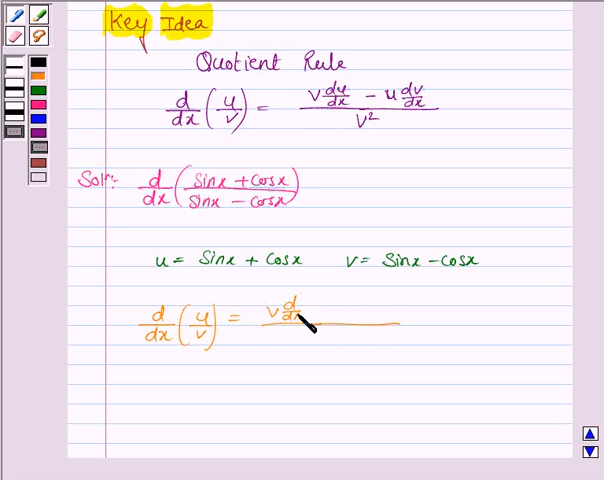 Key Idea
Quotient Rule
d/dx (u/v) = (v du/dx - u dv/dx) / v²
Solⁿ: d/dx ((Sinx + Cosx)/(Sinx - Cosx))
u = Sinx + Cosx v = Sinx - Cosx
d/dx (u/v) = v d/dx